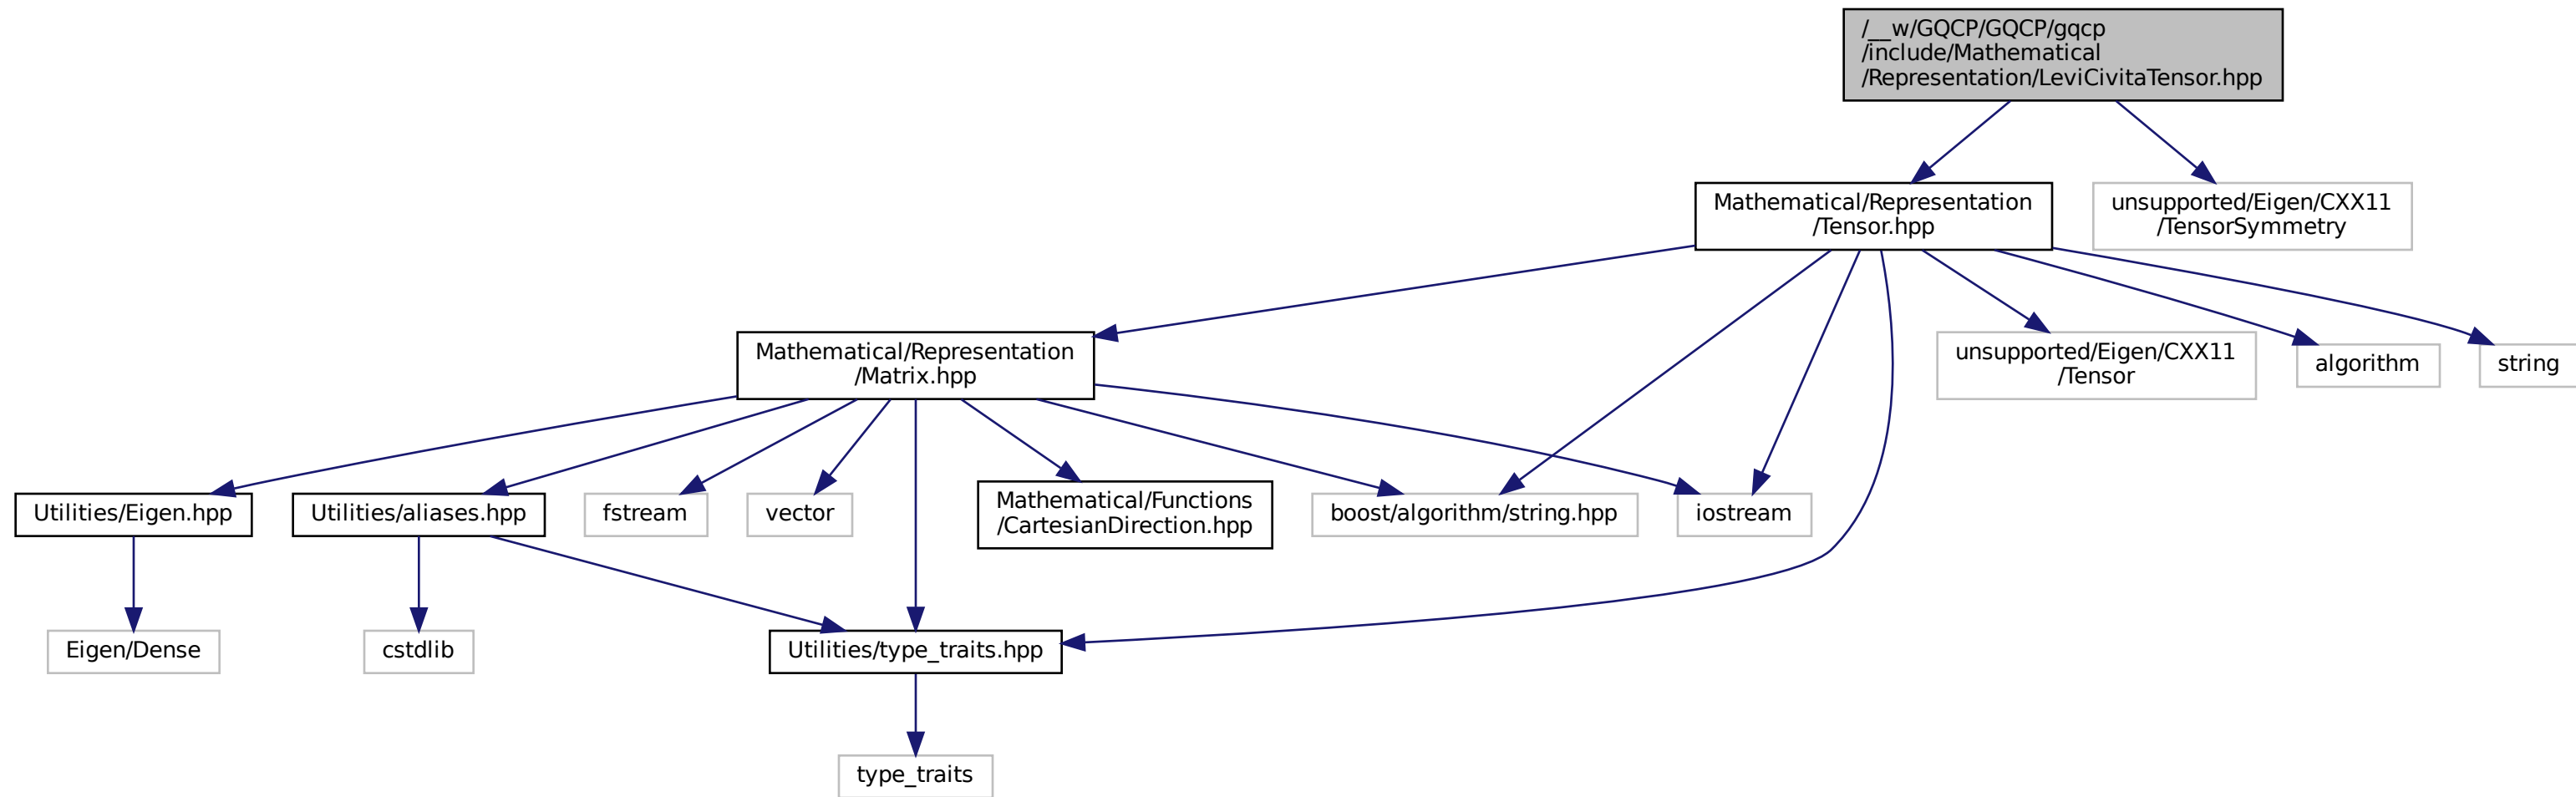 /__w/GQCP/GQCP/gqcp
/include/Mathematical
/Representation/LeviCivitaTensor.hpp
Mathematical/Representation
/Tensor.hpp
unsupported/Eigen/CXX11
/TensorSymmetry
Mathematical/Representation
/Matrix.hpp
unsupported/Eigen/CXX11
/Tensor
algorithm
string
Utilities/Eigen.hpp
Utilities/aliases.hpp
fstream
vector
Mathematical/Functions
/CartesianDirection.hpp
boost/algorithm/string.hpp
iostream
Eigen/Dense
cstdlib
Utilities/type_traits.hpp
type_traits